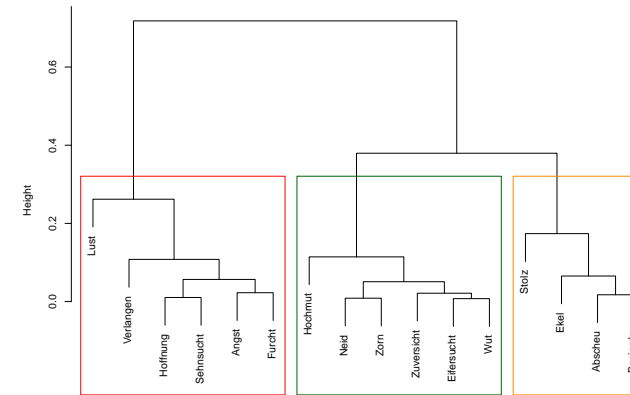 Height
0.6
0.4
0.2
0.0
Lust
Verlangen
Hoffnung
Sehnsucht
Angst
Furcht
Hochmut
Neid
Zorn
Zuversicht
Eifersucht
Wut
Stolz
Ekel
Abscheu